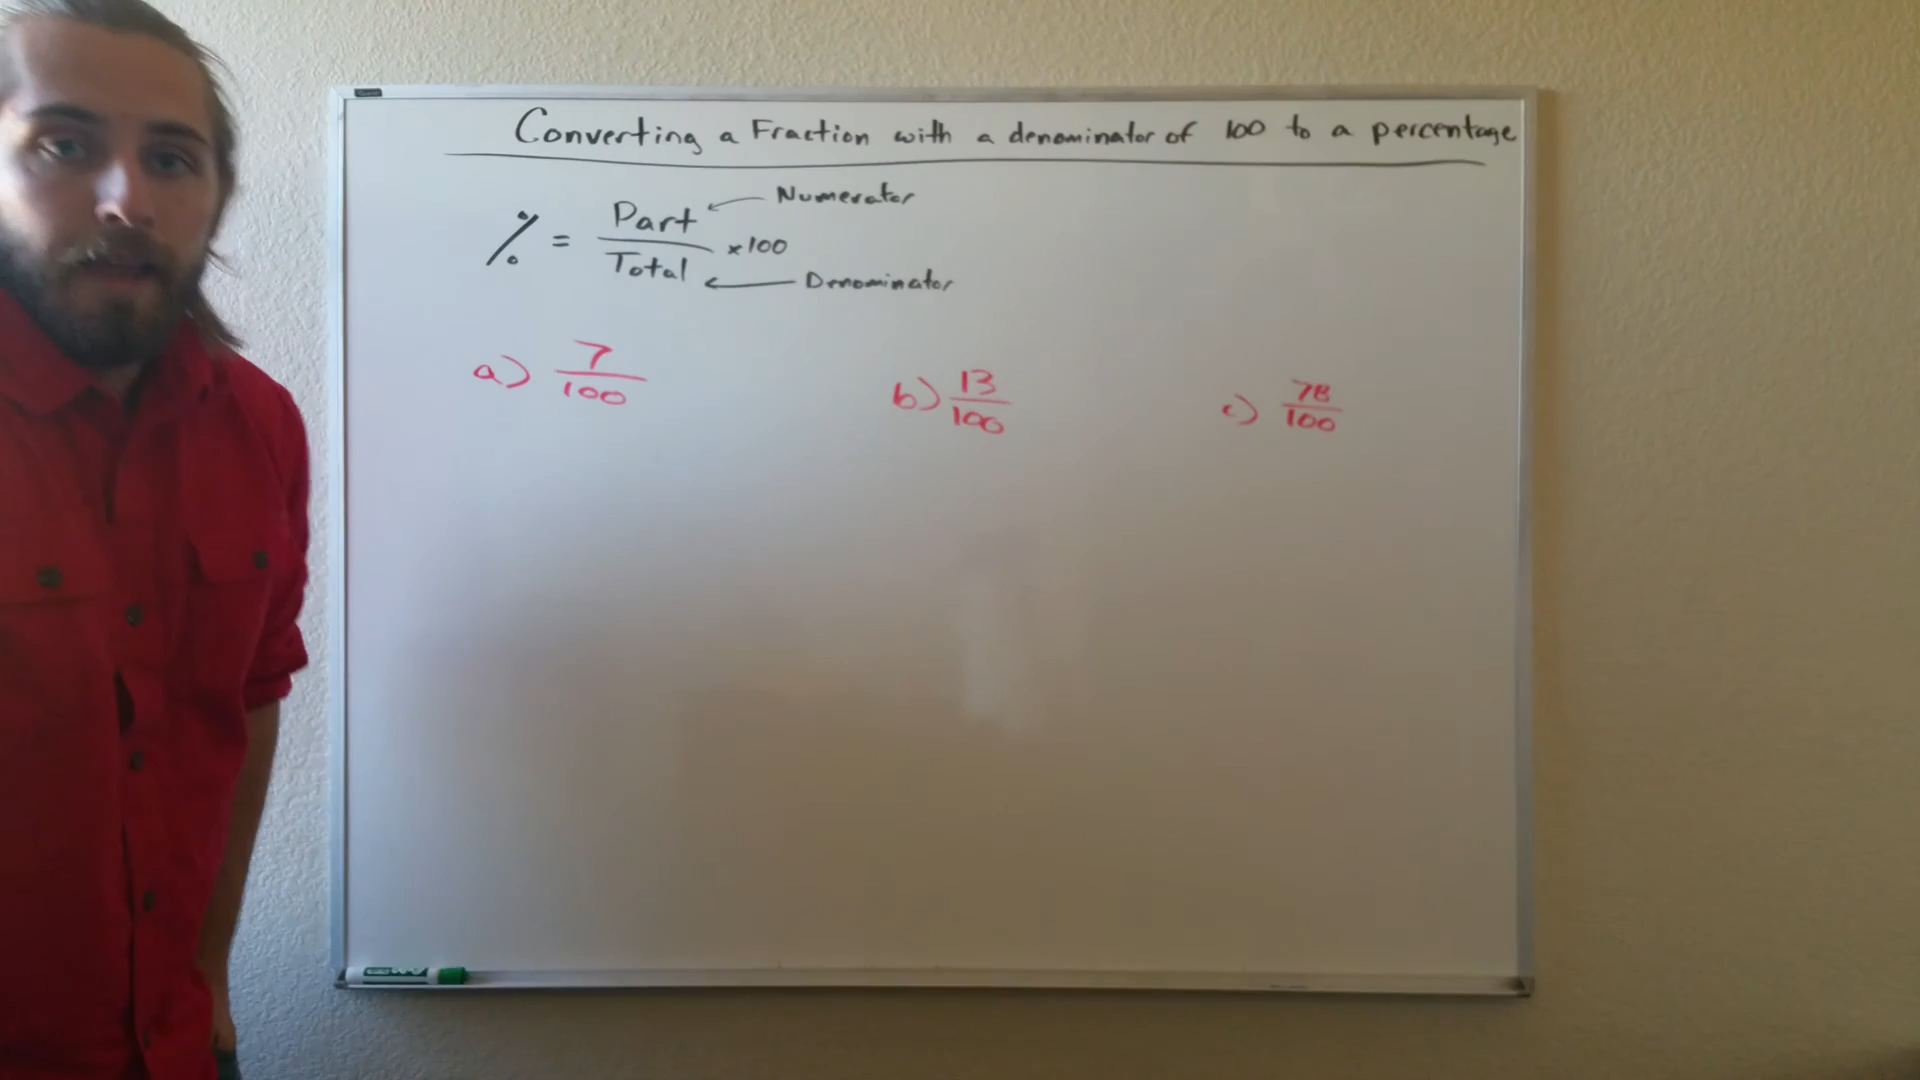 Converting a Fraction with a denominator of 100 to a percentage
% = Part / Total × 100
Numerator
Denominator
a) 7/100
b) 13/100
c) 78/100